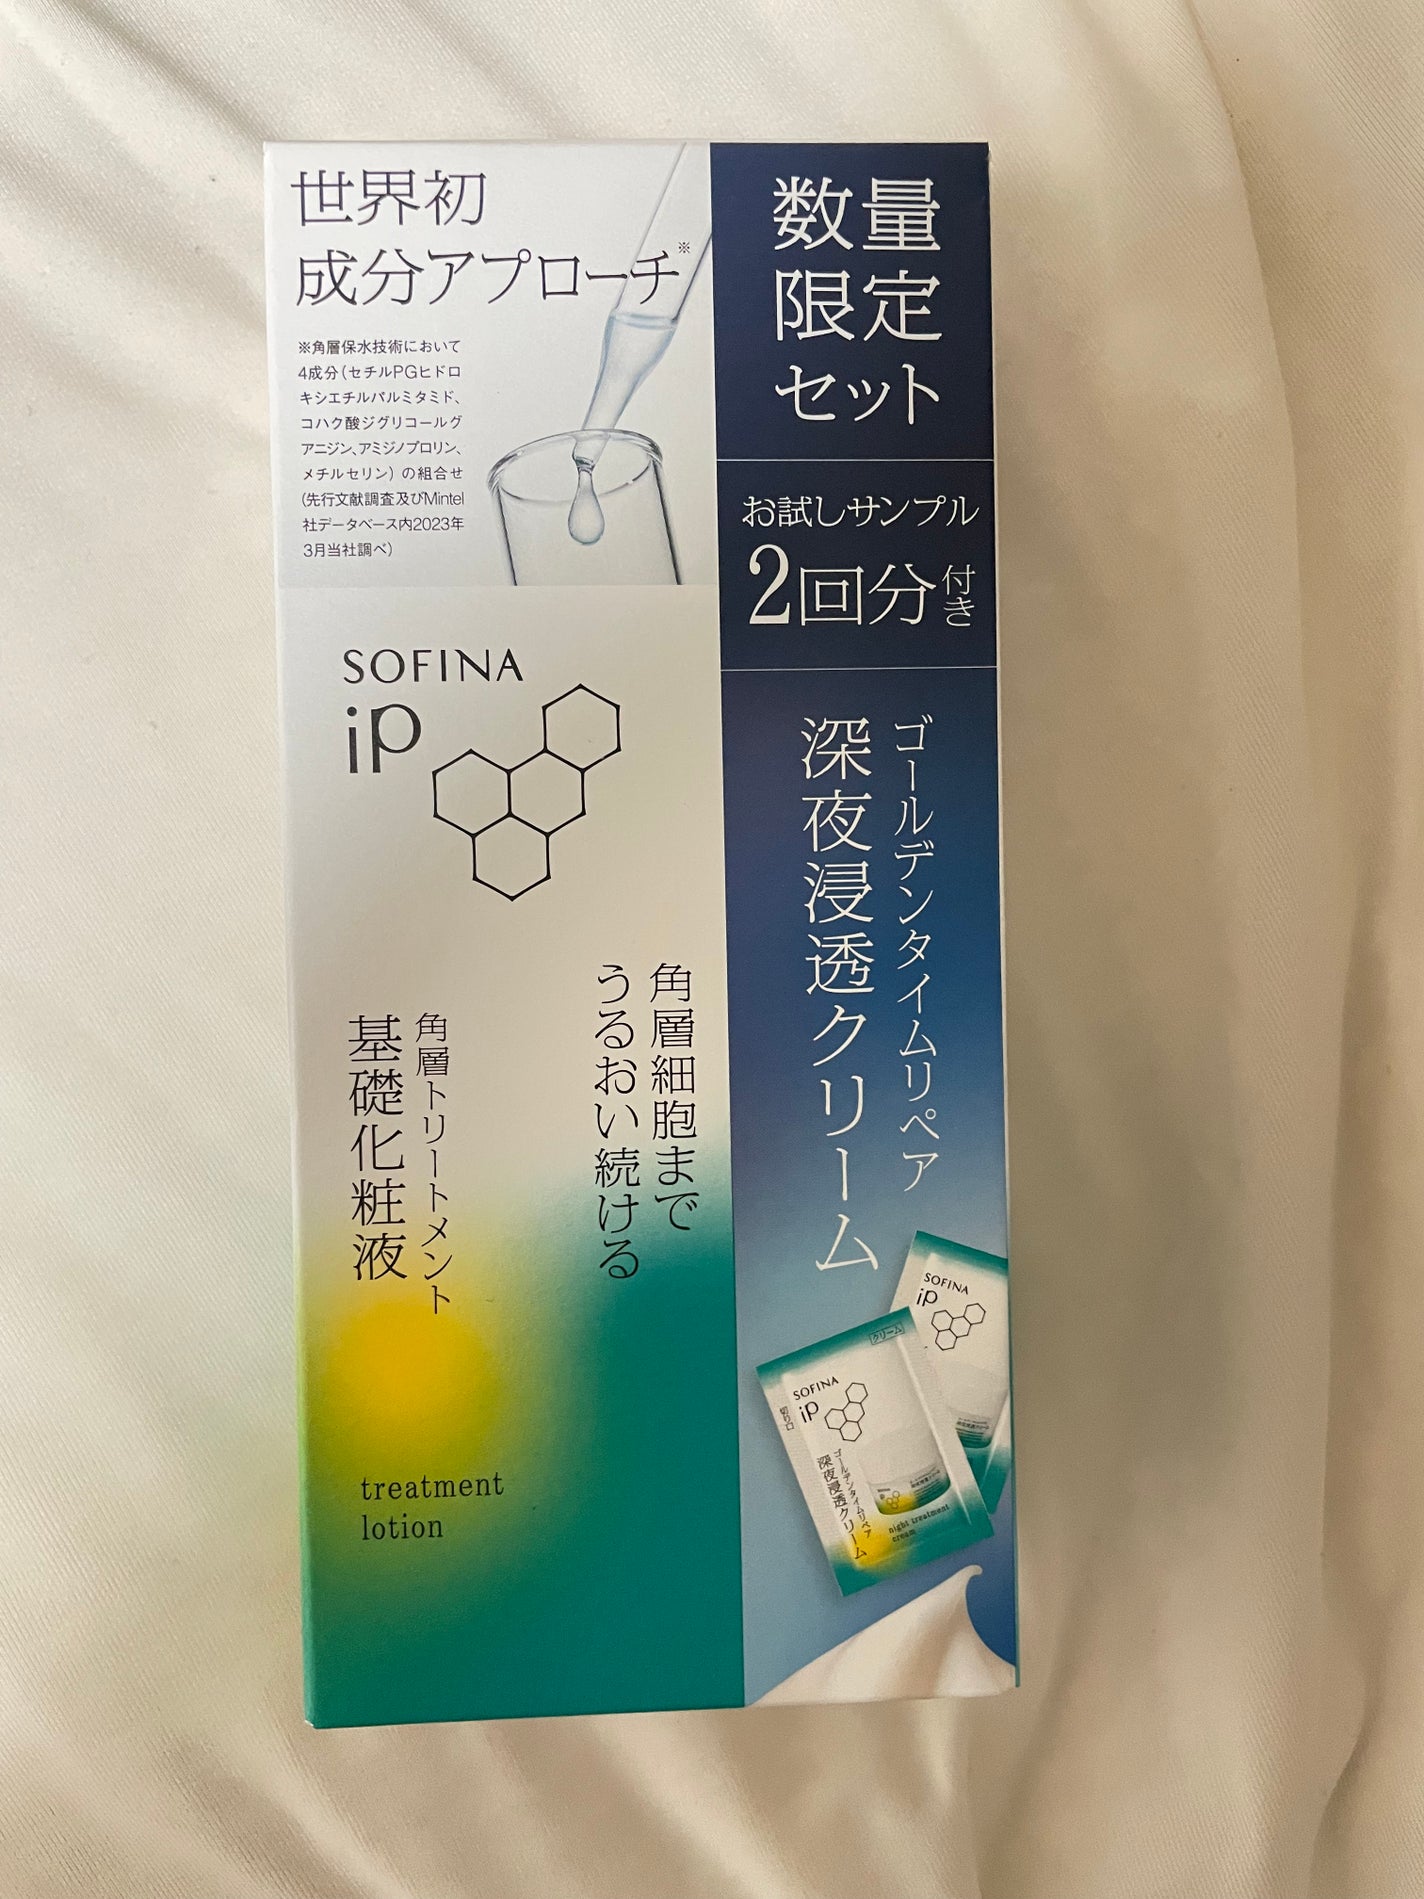 世界初
成分アプローチ※
※角層保水技術において
4成分(セチルPGヒドロ
キシエチルパルミタミド、
コハク酸ジグリコールグ
アニジン、アミジノプロリン、
メチルセリン)の組合せ
(先行文献調査及びMintel
社データベース内2023年
3月当社調べ)
SOFINA
iP
角層細胞まで
うるおい続ける
角層トリートメント
基礎化粧液
treatment
lotion
数量
限定
セット
お試しサンプル
2回分付き
ゴールデンタイムリペア
深夜浸透クリーム
SOFINA
iP
クリーム
SOFINA
iP
切り口
ゴールデンタイムリペア
深夜浸透クリーム
SOFINA
iP
night treatment
cream